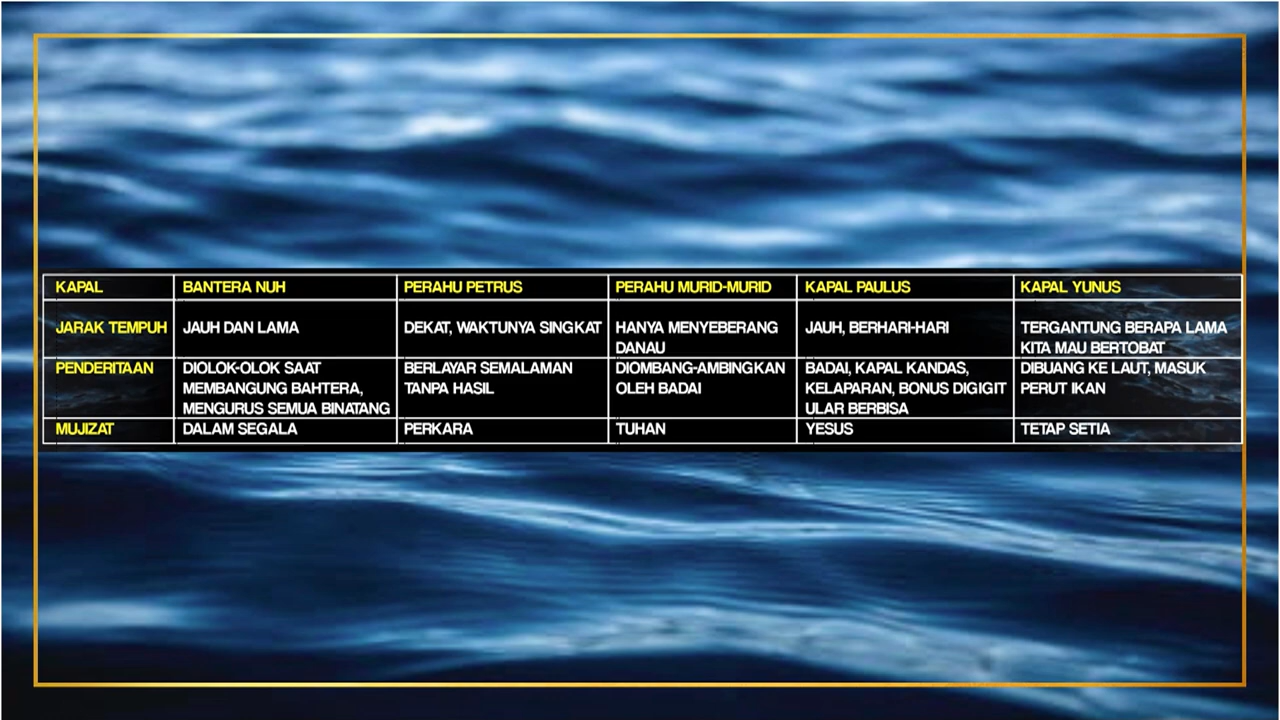 KAPAL BANTERA NUH PERAHU PETRUS PERAHU MURID-MURID KAPAL PAULUS KAPAL YUNUS
JARAK TEMPUH JAUH DAN LAMA DEKAT, WAKTUNYA SINGKAT HANYA MENYEBERANG TERGANTUNG BERAPA LAMA
DANAU JAUH, BERHARI-HARI KITA MAU BERTOBAT
PENDERITAAN DIOLOK-OLOK SAAT BERLAYAR SEMALAMAN DIOMBANG-AMBINGKAN BADAI, KAPAL KANDAS, DIBUANG KE LAUT, MASUK
MEMBANGUNG BAHTERA, TANPA HASIL OLEH BADAI KELAPARAN, BONUS DIGIGIT PERUT IKAN
MENGURUS SEMUA BINATANG ULAR BERBISA
MUJIZAT DALAM SEGALA PERKARA TUHAN YESUS TETAP SETIA